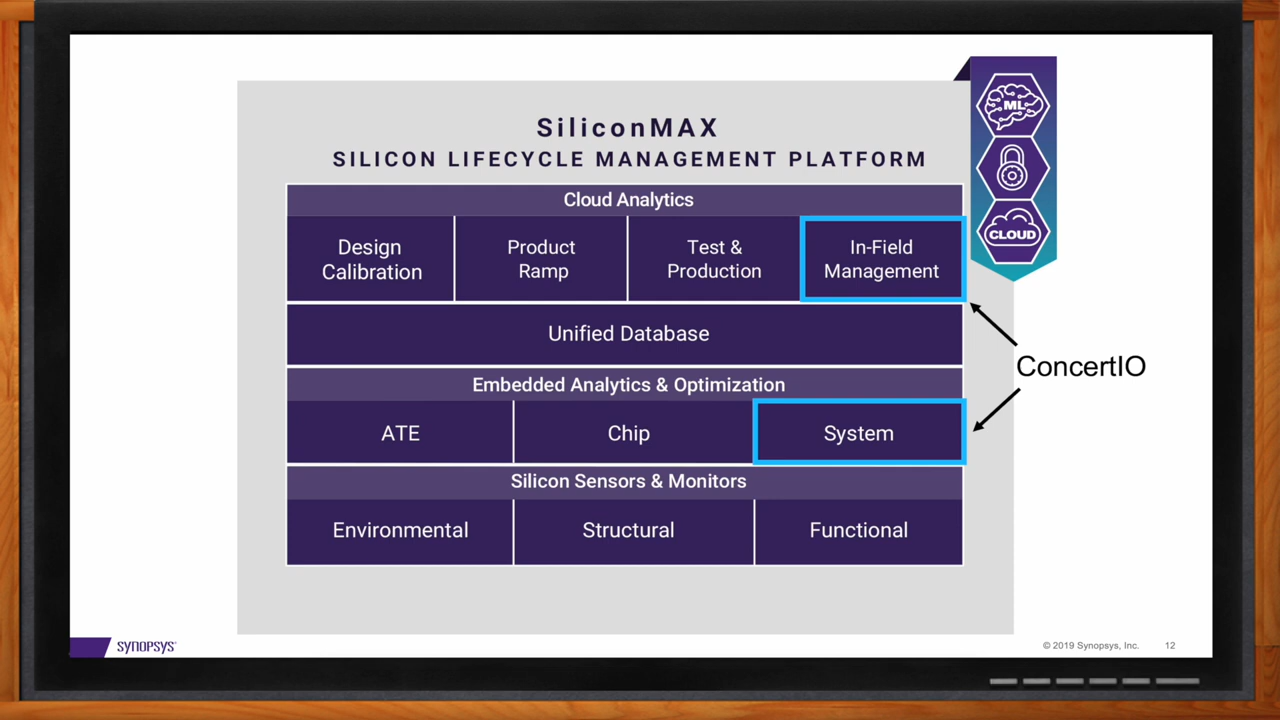 SiliconMAX
SILICON LIFECYCLE MANAGEMENT PLATFORM
ML
CLOUD
Cloud Analytics
Design
Calibration
Product
Ramp
Test &
Production
In-Field
Management
Unified Database
ConcertIO
Embedded Analytics & Optimization
ATE
Chip
System
Silicon Sensors & Monitors
Environmental
Structural
Functional
SYNOPSYS®
© 2019 Synopsys, Inc.
12